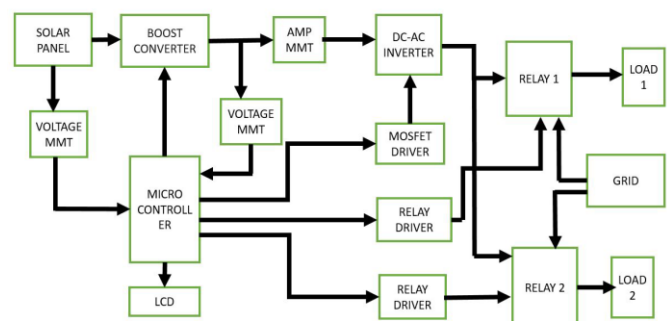 SOLAR
PANEL
BOOST
CONVERTER
AMP
MMT
DC-AC
INVERTER
RELAY 1
LOAD
1
VOLTAGE
MMT
VOLTAGE
MMT
MOSFET
DRIVER
MICRO
CONTROLL
ER
GRID
RELAY
DRIVER
LCD
RELAY
DRIVER
RELAY 2
LOAD
2